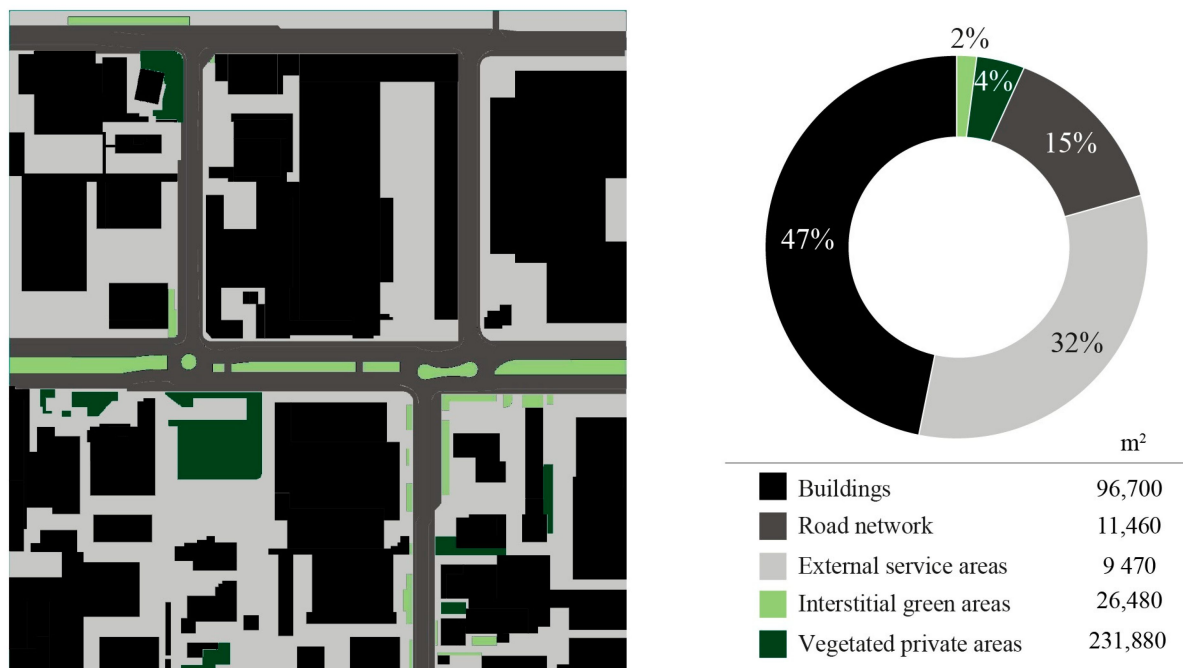 2%
4%
15%
47%
32%
m²
Buildings 96,700
Road network 11,460
External service areas 9 470
Interstitial green areas 26,480
Vegetated private areas 231,880